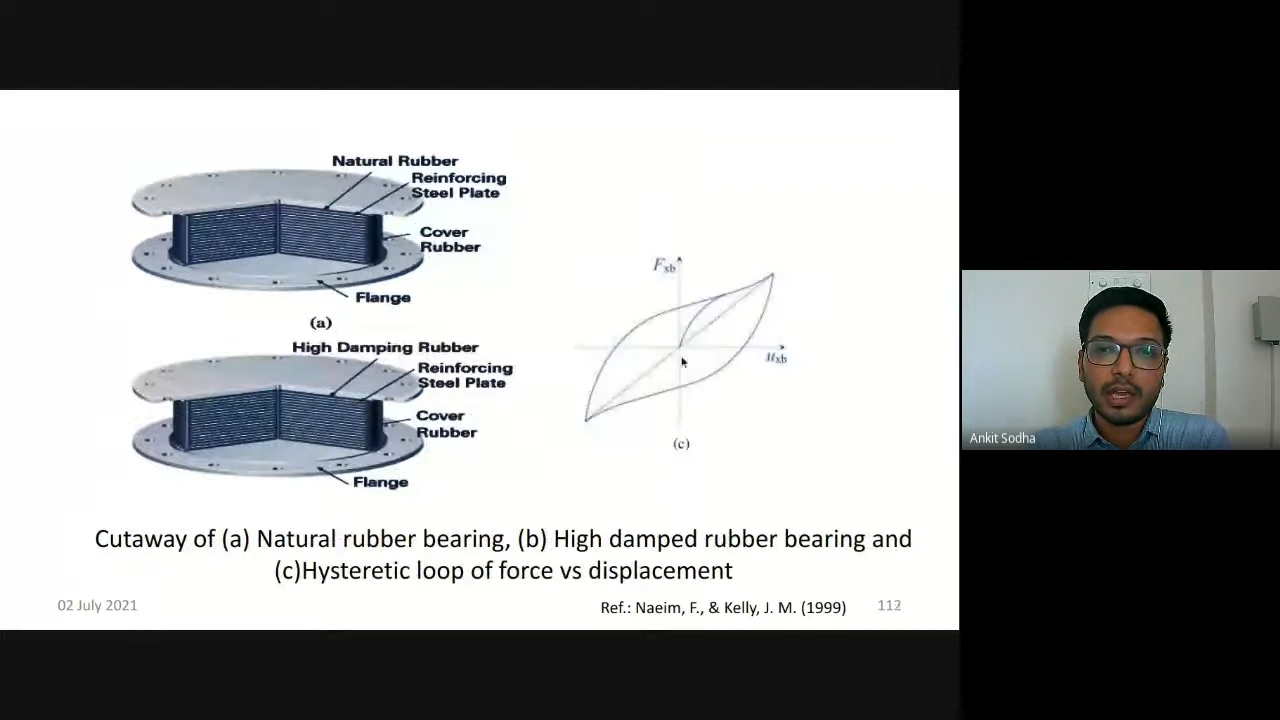 Natural Rubber
Reinforcing
Steel Plate
Cover
Rubber
Flange
(a)
High Damping Rubber
Reinforcing
Steel Plate
Cover
Rubber
Flange
Fxb
uxb
(c)
Cutaway of (a) Natural rubber bearing, (b) High damped rubber bearing and
(c)Hysteretic loop of force vs displacement
02 July 2021
Ref.: Naeim, F., & Kelly, J. M. (1999)
112
Ankit Sodha